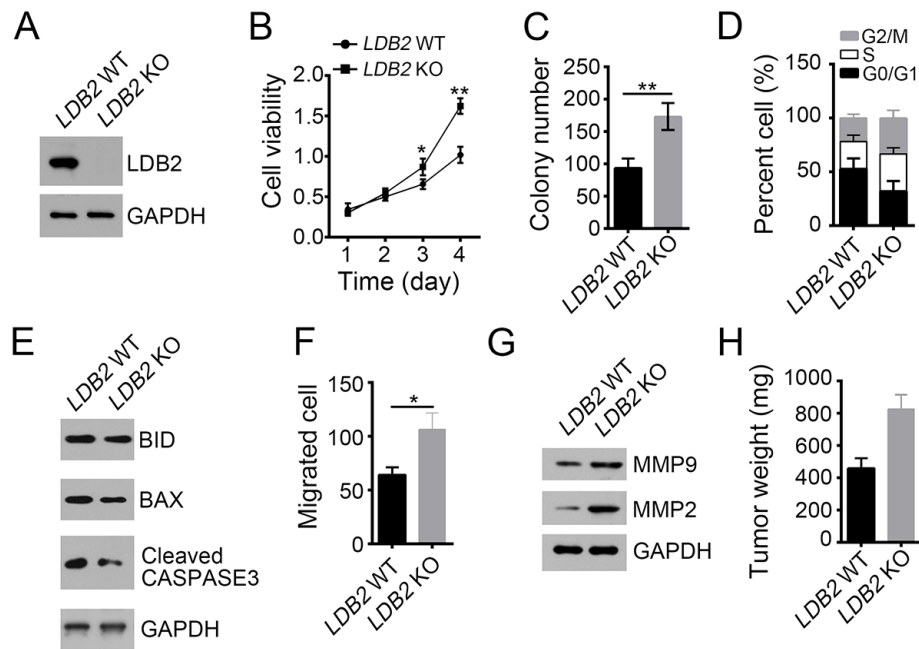 A
LDB2 WT
LDB2 KO
LDB2
GAPDH
B
LDB2 WT
LDB2 KO
Cell viability
2.0
1.5
1.0
0.5
0.0
*
**
1 2 3 4
Time (day)
C
Colony number
250
200
150
100
50
0
**
LDB2 WT
LDB2 KO
D
G2/M
S
G0/G1
Percent cell (%)
150
100
50
0
LDB2 WT
LDB2 KO
E
LDB2 WT
LDB2 KO
BID
BAX
Cleaved
CASPASE3
GAPDH
F
Migrated cell
150
100
50
0
*
LDB2 WT
LDB2 KO
G
LDB2 WT
LDB2 KO
MMP9
MMP2
GAPDH
H
Tumor weight (mg)
1000
800
600
400
200
0
LDB2 WT
LDB2 KO